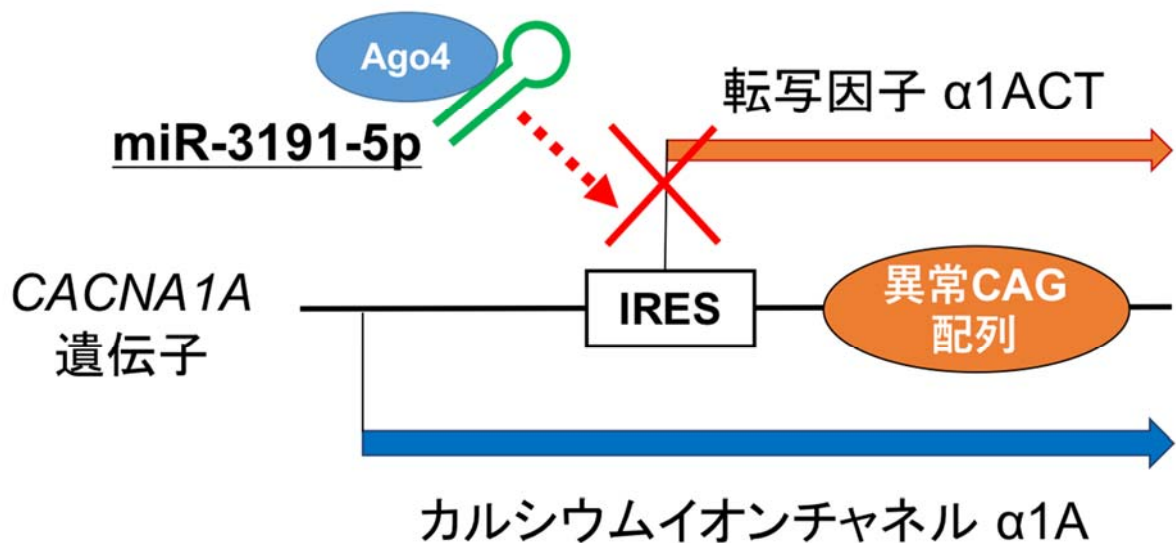 Ago4
miR-3191-5p
転写因子 α1ACT
CACNA1A
遺伝子
IRES
異常CAG
配列
カルシウムイオンチャネル α1A